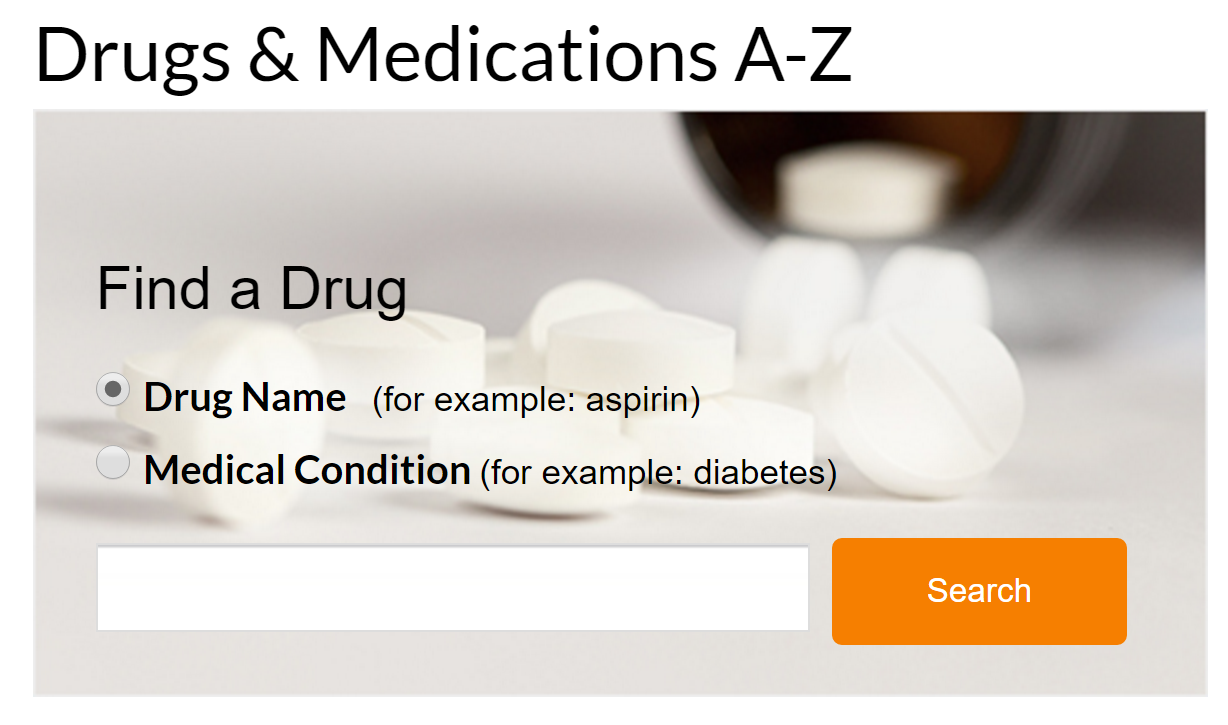 Drugs & Medications A-Z
Find a Drug
Drug Name (for example: aspirin)
Medical Condition (for example: diabetes)
Search